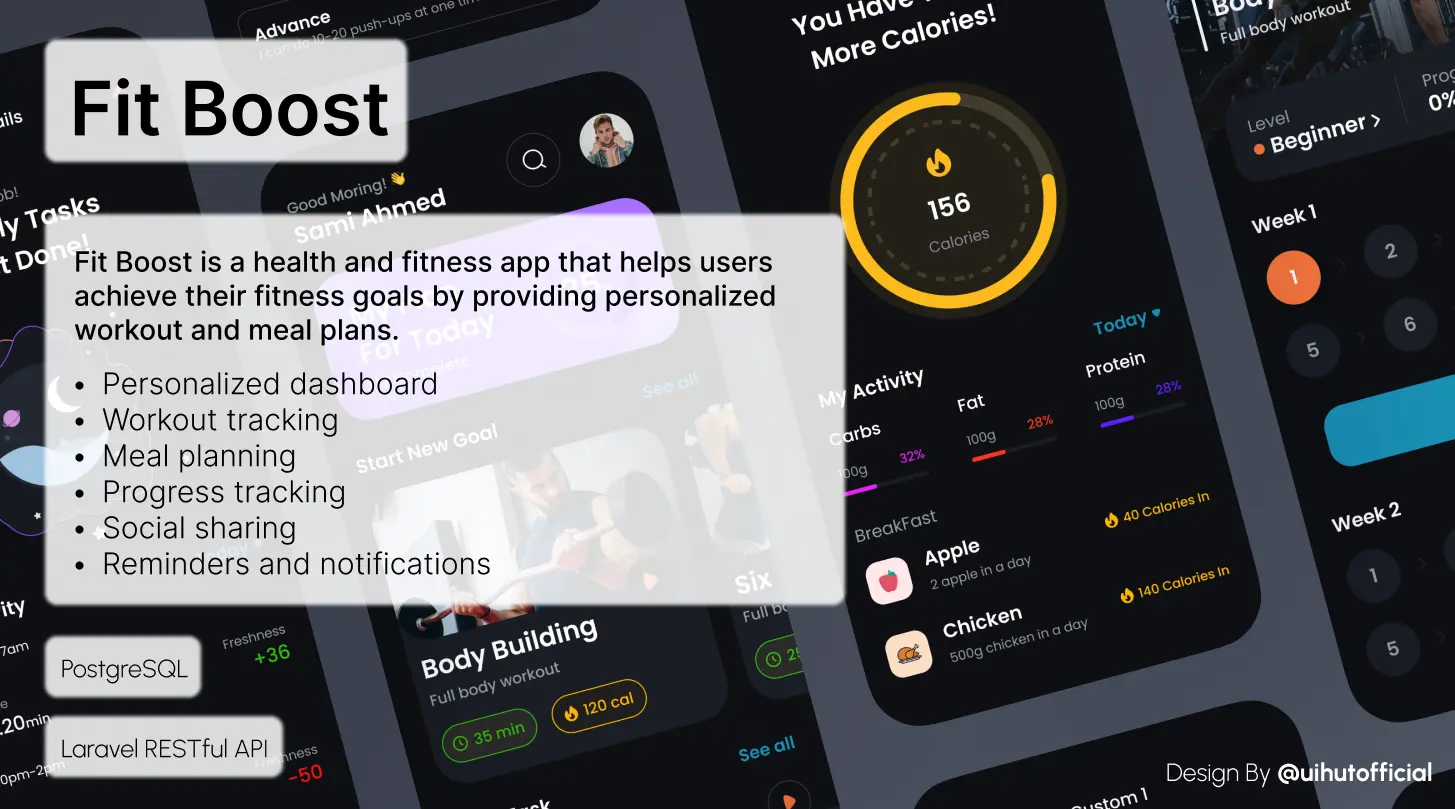 Advance
I can do 10-20 push-ups at one time
Fit Boost
Good Moring! 👋
Sami Ahmed
Fit Boost is a health and fitness app that helps users
achieve their fitness goals by providing personalized
workout and meal plans.
• Personalized dashboard
• Workout tracking
• Meal planning
• Progress tracking
• Social sharing
• Reminders and notifications
PostgreSQL
Laravel RESTful API
Tasks
Done!
7am
Freshness
+36
.20min
0pm-2pm
-50
For Today
See all
Start New Goal
Body Building
Full body workout
35 min
120 cal
Six
See all
You Have
More Calories!
156
Calories
Today
My Activity
Carbs
100g
32%
Fat
100g
28%
Protein
100g
28%
BreakFast
Apple
2 apple in a day
40 Calories In
Chicken
500g chicken in a day
140 Calories In
Body
Full body workout
Level
Beginner >
0%
Week 1
1
2
5
6
Week 2
1
5
Custom 1
Design By @uihutofficial